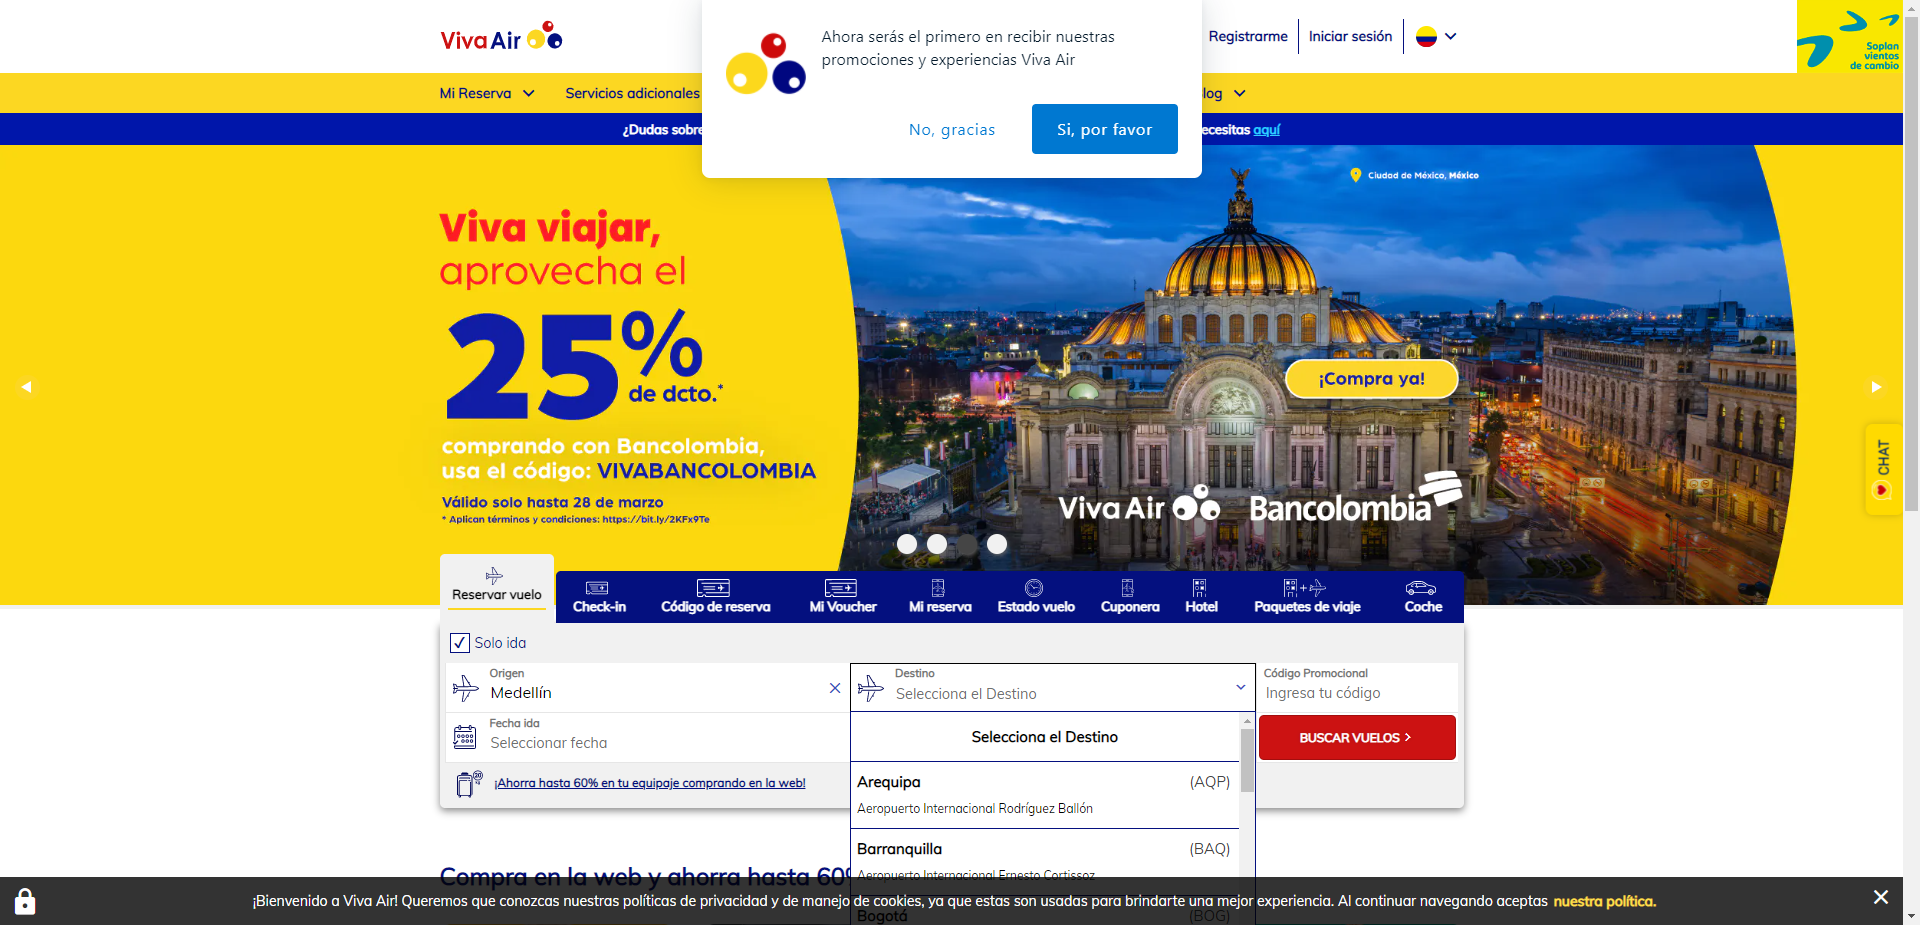 Viva Air
Ahora serás el primero en recibir nuestras
promociones y experiencias Viva Air
No, gracias
Si, por favor
Registrarme
Iniciar sesión
Soplan
vientos
de cambio
Mi Reserva
Servicios adicionales
log
¿Dudas sobre
ecesitas aquí
Ciudad de México, México
Viva viajar,
aprovecha el
25%
de dcto.*
comprando con Bancolombia,
usa el código: VIVABANCOLOMBIA
Válido solo hasta 28 de marzo
* Aplican términos y condiciones: https://bit.ly/2KFx9Te
¡Compra ya!
Viva Air
Bancolombia
CHAT
Reservar vuelo
Check-in
Código de reserva
Mi Voucher
Mi reserva
Estado vuelo
Cuponera
Hotel
Paquetes de viaje
Coche
Solo ida
Origen
Medellín
Destino
Selecciona el Destino
Código Promocional
Ingresa tu código
Fecha ida
Seleccionar fecha
Selecciona el Destino
BUSCAR VUELOS
¡Ahorra hasta 60% en tu equipaje comprando en la web!
Arequipa (AQP)
Aeropuerto Internacional Rodríguez Ballón
Barranquilla (BAQ)
Aeropuerto Internacional Ernesto Cortissoz
Bogotá (BOG)
Compra en la web y ahorra hasta 60%
¡Bienvenido a Viva Air! Queremos que conozcas nuestras políticas de privacidad y de manejo de cookies, ya que estas son usadas para brindarte una mejor experiencia. Al continuar navegando aceptas nuestra política.